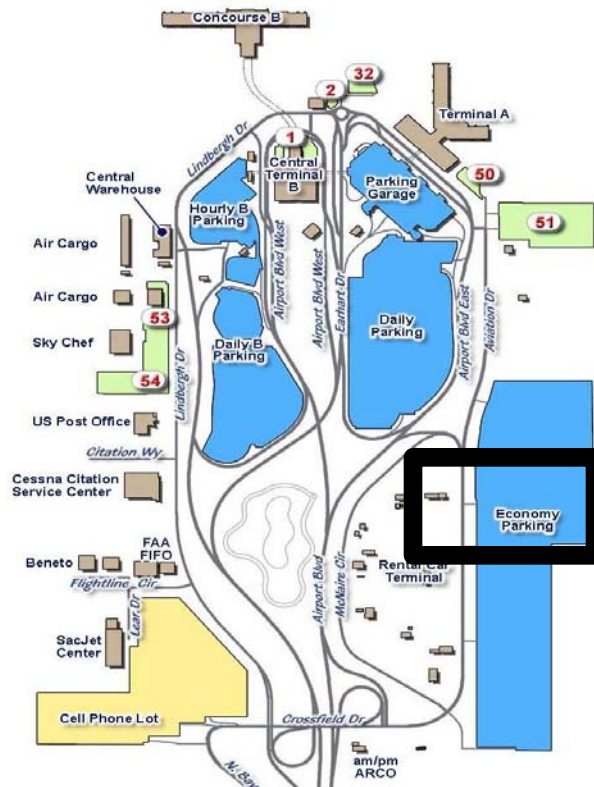 Concourse B
32
2
Terminal A
Lindbergh Dr
1
Central
Terminal
B
Central
Warehouse
Parking
Garage
50
Hourly B
Parking
51
Air Cargo
Airport Blvd West
Airport Blvd West
Earhart Dr
Airport Blvd East
Aviation Dr
Air Cargo
53
Daily
Parking
Sky Chef
Daily B
Parking
Lindbergh Dr
54
US Post Office
Citation Wy
Cessna Citation
Service Center
Economy
Parking
FAA
FIFO
Beneto
Airport Blvd
McNaire Cir
Rental Car
Terminal
Flightline Cir
Lear Dr
SacJet
Center
Cell Phone Lot
Crossfield Dr
N. Bay
am/pm
ARCO